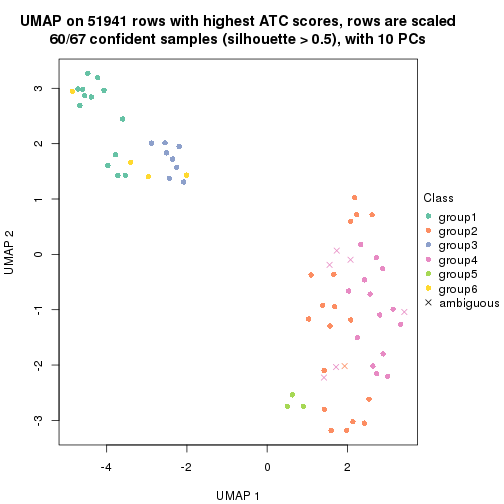 UMAP on 51941 rows with highest ATC scores, rows are scaled
60/67 confident samples (silhouette > 0.5), with 10 PCs
3
2
1
0
-1
-2
-3
UMAP 2
-4
-2
0
2
UMAP 1
Class
group1
group2
group3
group4
group5
group6
ambiguous